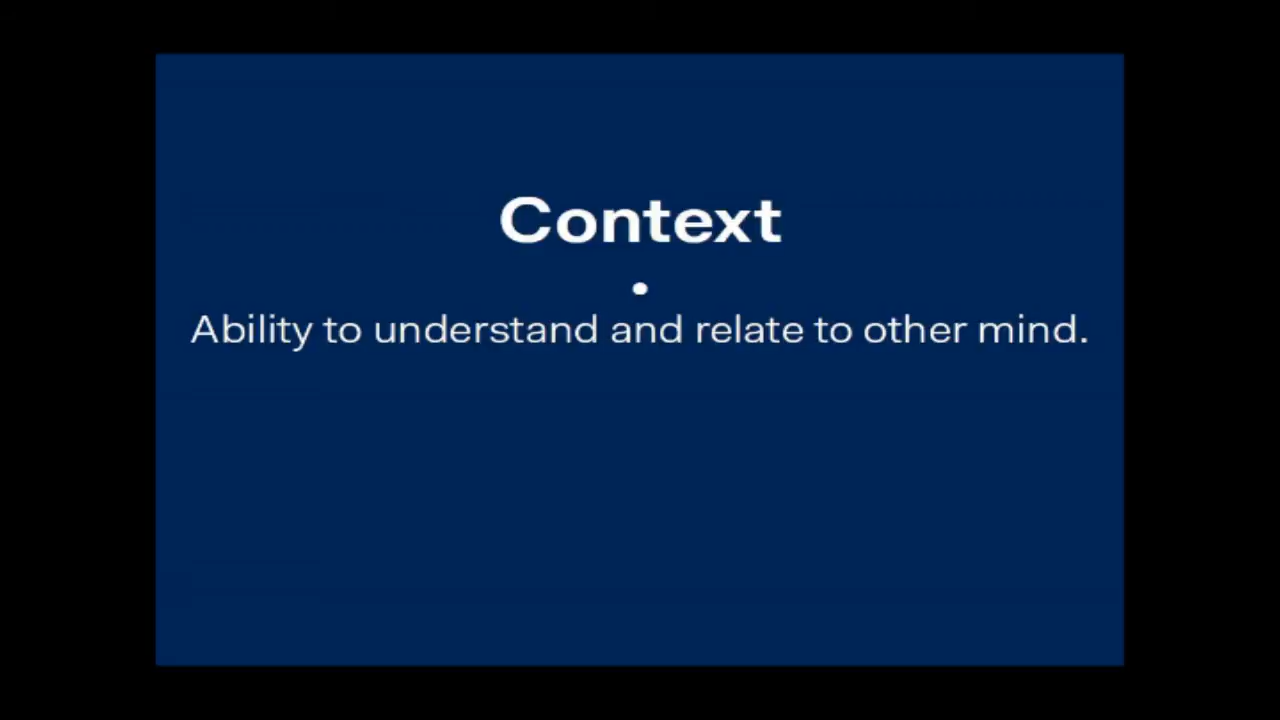 Context
•
Ability to understand and relate to other mind.